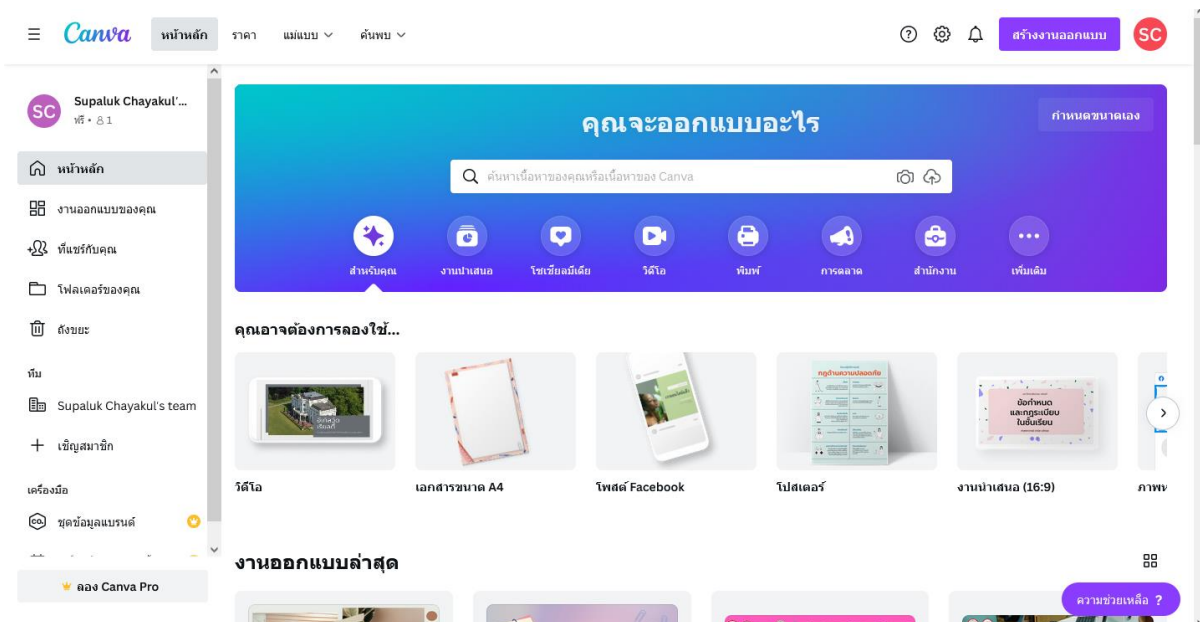 Canva
หน้าหลัก
ราคา
แม่แบบ
ค้นพบ
สร้างงานออกแบบ
SC
SC
Supaluk Chayakul'...
ฟรี • 1
หน้าหลัก
งานออกแบบของคุณ
ที่แชร์กับคุณ
โฟลเดอร์ของคุณ
ถังขยะ
ทีม
Supaluk Chayakul's team
เชิญสมาชิก
เครื่องมือ
ชุดข้อมูลแบรนด์
ลอง Canva Pro
คุณจะออกแบบอะไร
กำหนดขนาดเอง
ค้นหาเนื้อหาของคุณหรือเนื้อหาของ Canva
สำหรับคุณ
งานนำเสนอ
โซเชียลมีเดีย
วิดีโอ
พิมพ์
การตลาด
สำนักงาน
เพิ่มเติม
คุณอาจต้องการลองใช้...
กฎด้านความปลอดภัย
ข้อกำหนด
และกฎระเบียบ
ในชั้นเรียน
วิดีโอ
เอกสารขนาด A4
โพสต์ Facebook
โปสเตอร์
งานนำเสนอ (16:9)
งานออกแบบล่าสุด
ความช่วยเหลือ ?